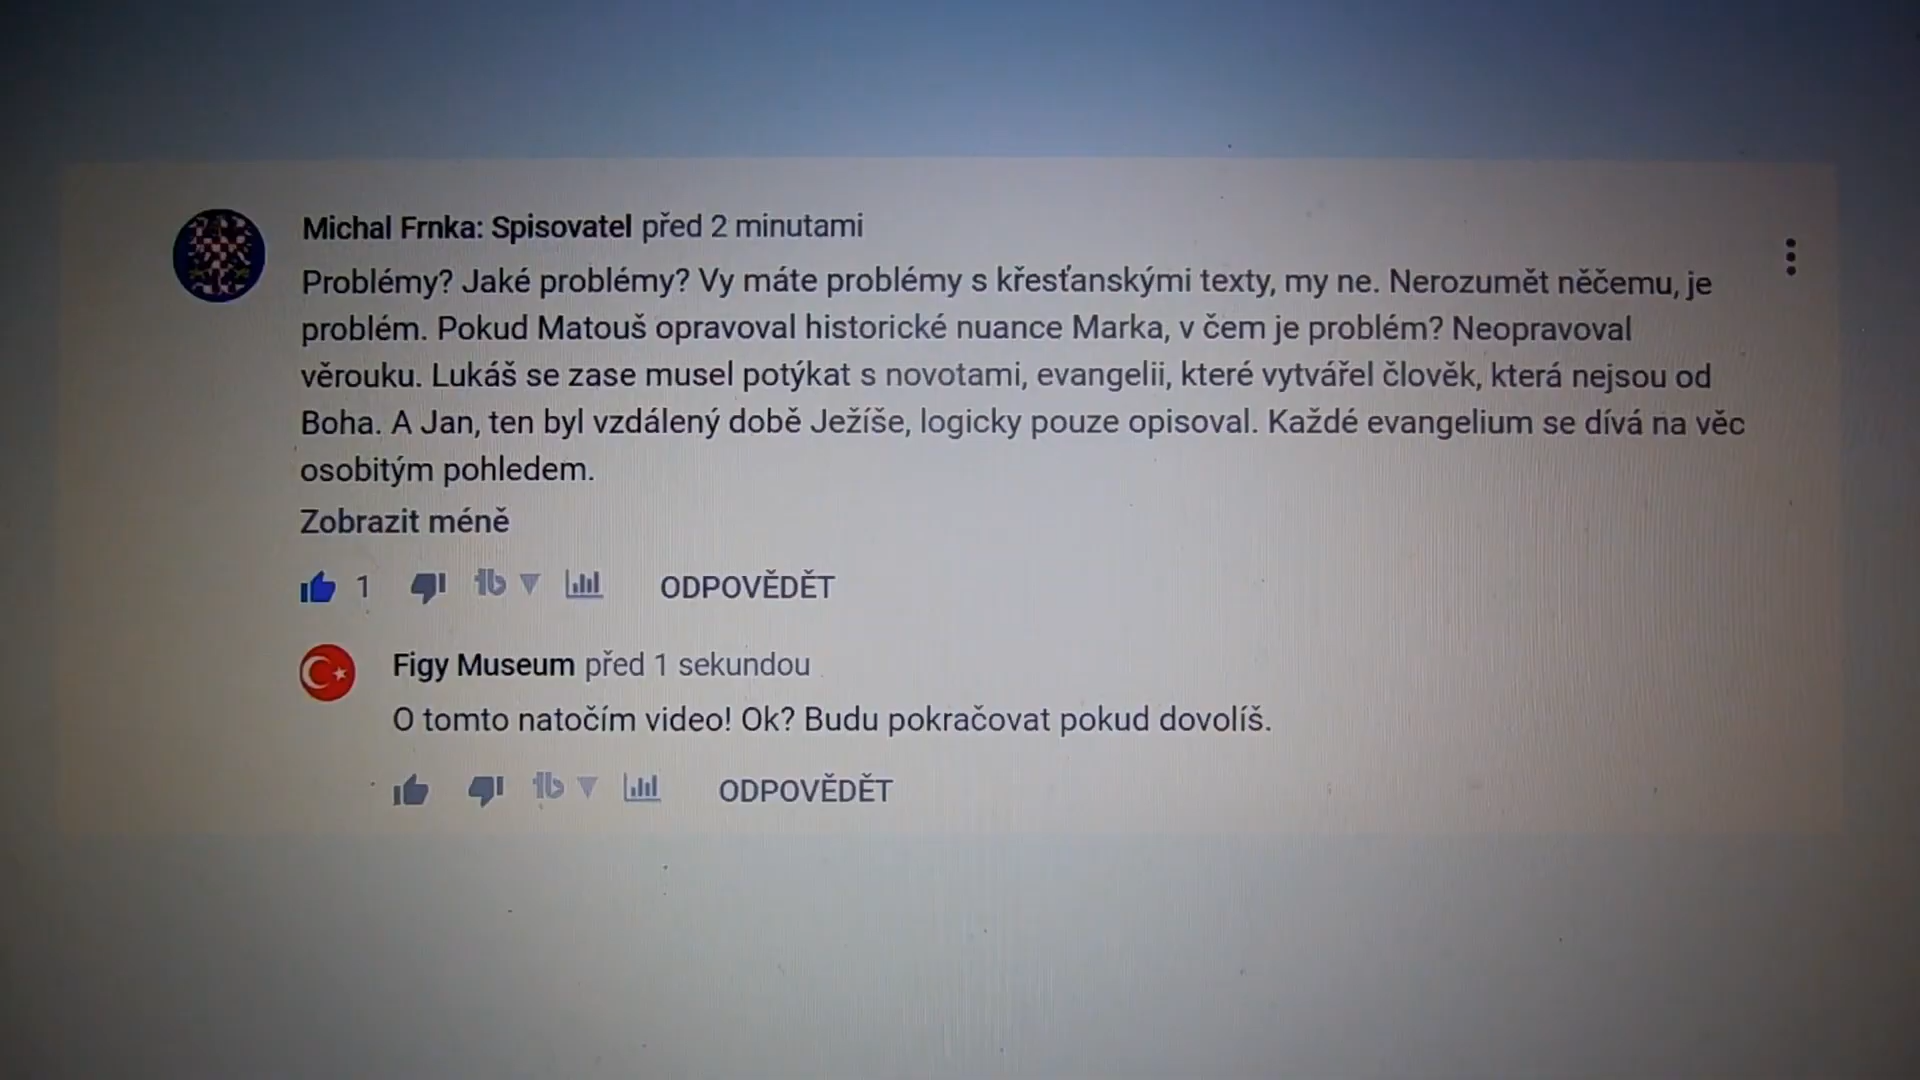 Michal Frnka: Spisovatel před 2 minutami
Problémy? Jaké problémy? Vy máte problémy s křesťanskými texty, my ne. Nerozumět něčemu, je
problém. Pokud Matouš opravoval historické nuance Marka, v čem je problém? Neopravoval
věrouku. Lukáš se zase musel potýkat s novotami, evangelii, které vytvářel člověk, která nejsou od
Boha. A Jan, ten byl vzdálený době Ježíše, logicky pouze opisoval. Každé evangelium se dívá na věc
osobitým pohledem.
Zobrazit méně
1 ODPOVĚDĚT
Figy Museum před 1 sekundou
O tomto natočím video! Ok? Budu pokračovat pokud dovolíš.
ODPOVĚDĚT